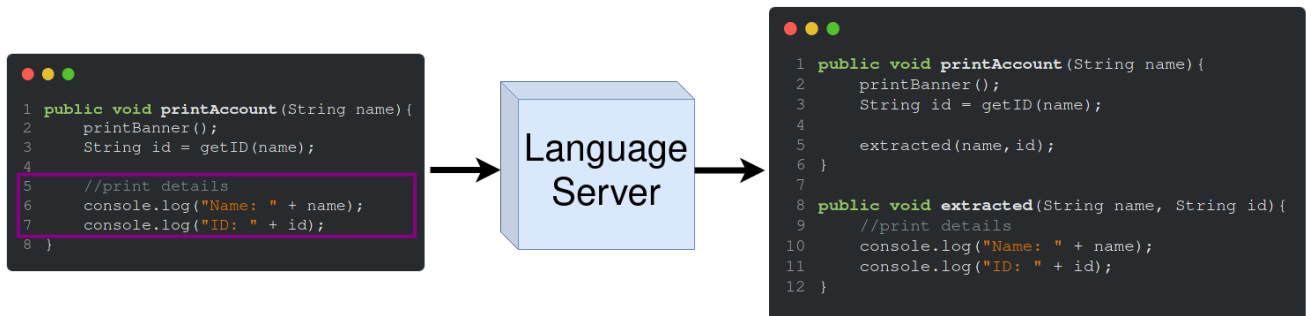 1 public void printAccount(String name){
2     printBanner();
3     String id = getID(name);
4
5     //print details
6     console.log("Name: " + name);
7     console.log("ID: " + id);
8 }
Language
Server
1 public void printAccount(String name){
2     printBanner();
3     String id = getID(name);
4
5     extracted(name,id);
6 }
7
8 public void extracted(String name, String id){
9     //print details
10     console.log("Name: " + name);
11     console.log("ID: " + id);
12 }